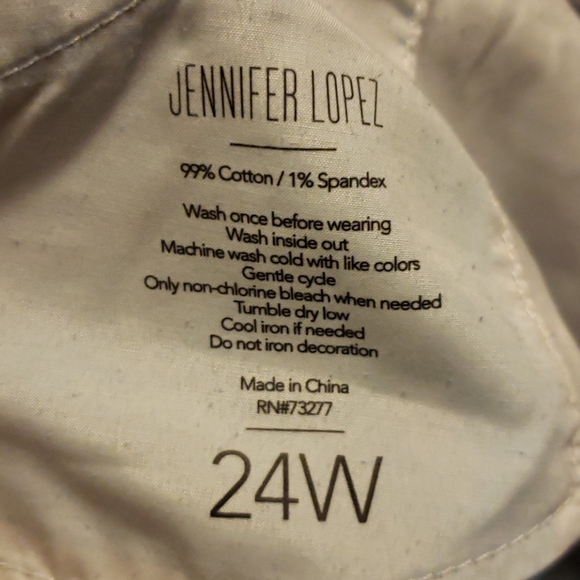 JENNIFER LOPEZ
99% Cotton / 1% Spandex
Wash once before wearing
Wash inside out
Machine wash cold with like colors
Gentle cycle
Only non-chlorine bleach when needed
Tumble dry low
Cool iron if needed
Do not iron decoration
Made in China
RN#73277
24W